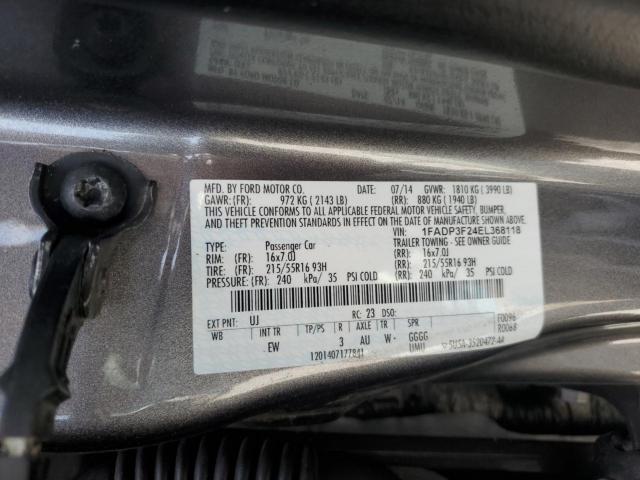 MFD. BY FORD MOTOR CO. DATE: 07/14 GVWR: 1810 KG ( 3990 LB)
GAWR: (FR): 972 KG ( 2143 LB) (RR): 880 KG ( 1940 LB)
THIS VEHICLE CONFORMS TO ALL APPLICABLE FEDERAL MOTOR VEHICLE SAFETY, BUMPER,
AND THEFT PREVENTION STANDARDS IN EFFECT ON THE DATE OF MANUFACTURE SHOWN ABOVE.
VIN: 1FADP3F24EL368118
TYPE: Passenger Car TRAILER TOWING - SEE OWNER GUIDE
RIM: (FR): 16x7.0J (RR): 16x7.0J
TIRE: (FR): 215/55R16 93H (RR): 215/55R16 93H
PRESSURE: (FR): 240 kPa/ 35 PSI COLD (RR): 240 kPa/ 35 PSI COLD
EXT PNT: UJ RC: 23 DSO: F0096
WB INT TR TP/PS R AXLE TR SPR R0068
EW 3 AU W- GGGG
UMU
1201407177841